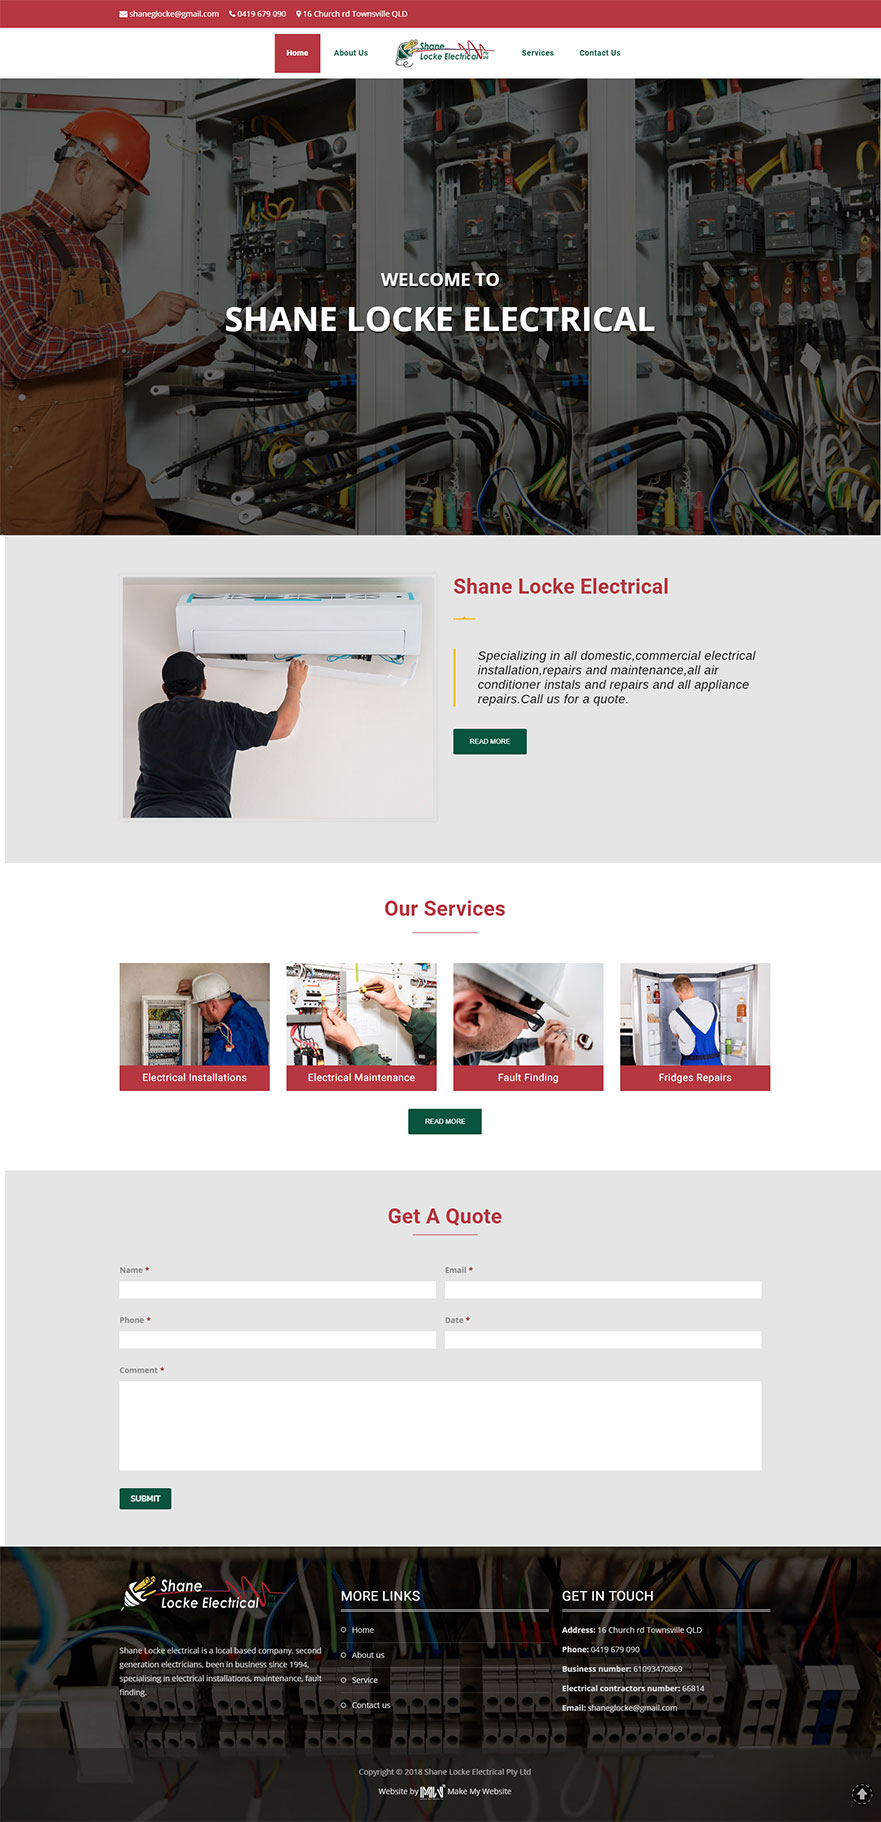 shaneglocke@gmail.com 0419 679 090 16 Church rd Townsville QLD
Home About Us Shane Locke Electrical Pty Ltd Services Contact Us
WELCOME TO
SHANE LOCKE ELECTRICAL
Shane Locke Electrical
Specializing in all domestic,commercial electrical
installation,repairs and maintenance,all air
conditioner instals and repairs and all appliance
repairs.Call us for a quote.
READ MORE
Our Services
Electrical Installations
Electrical Maintenance
Fault Finding
Fridges Repairs
READ MORE
Get A Quote
Name *
Email *
Phone *
Date *
Comment *
SUBMIT
Shane
Locke Electrical Pty Ltd
Shane Locke electrical is a local based company, second
generation electricians, been in business since 1994,
specialising in electrical installations, maintenance, fault
finding.
MORE LINKS
Home
About us
Service
Contact us
GET IN TOUCH
Address: 16 Church rd Townsville QLD
Phone: 0419 679 090
Business number: 61093470869
Electrical contractors number: 66814
Email: shaneglocke@gmail.com
Copyright © 2018 Shane Locke Electrical Pty Ltd
Website by MMW Make My Website